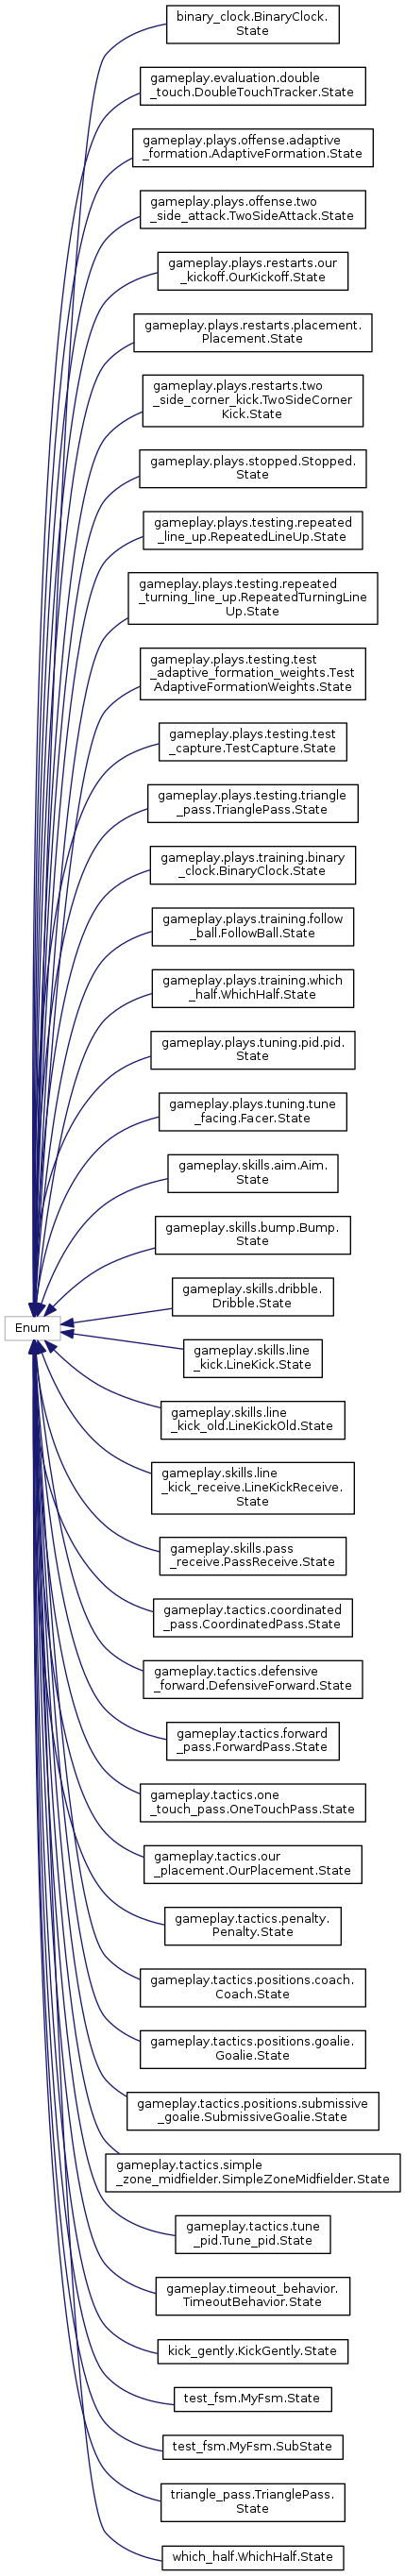 binary_clock.BinaryClock.
State
gameplay.evaluation.double
_touch.DoubleTouchTracker.State
gameplay.plays.offense.adaptive
_formation.AdaptiveFormation.State
gameplay.plays.offense.two
_side_attack.TwoSideAttack.State
gameplay.plays.restarts.our
_kickoff.OurKickoff.State
gameplay.plays.restarts.placement.
Placement.State
gameplay.plays.restarts.two
_side_corner_kick.TwoSideCorner
Kick.State
gameplay.plays.stopped.Stopped.
State
gameplay.plays.testing.repeated
_line_up.RepeatedLineUp.State
gameplay.plays.testing.repeated
_turning_line_up.RepeatedTurningLine
Up.State
gameplay.plays.testing.test
_adaptive_formation_weights.Test
AdaptiveFormationWeights.State
gameplay.plays.testing.test
_capture.TestCapture.State
gameplay.plays.testing.triangle
_pass.TrianglePass.State
gameplay.plays.training.binary
_clock.BinaryClock.State
gameplay.plays.training.follow
_ball.FollowBall.State
gameplay.plays.training.which
_half.WhichHalf.State
gameplay.plays.tuning.pid.pid.
State
gameplay.plays.tuning.tune
_facing.Facer.State
gameplay.skills.aim.Aim.
State
gameplay.skills.bump.Bump.
State
gameplay.skills.dribble.
Dribble.State
Enum
gameplay.skills.line
_kick.LineKick.State
gameplay.skills.line
_kick_old.LineKickOld.State
gameplay.skills.line
_kick_receive.LineKickReceive.
State
gameplay.skills.pass
_receive.PassReceive.State
gameplay.tactics.coordinated
_pass.CoordinatedPass.State
gameplay.tactics.defensive
_forward.DefensiveForward.State
gameplay.tactics.forward
_pass.ForwardPass.State
gameplay.tactics.one
_touch_pass.OneTouchPass.State
gameplay.tactics.our
_placement.OurPlacement.State
gameplay.tactics.penalty.
Penalty.State
gameplay.tactics.positions.coach.
Coach.State
gameplay.tactics.positions.goalie.
Goalie.State
gameplay.tactics.positions.submissive
_goalie.SubmissiveGoalie.State
gameplay.tactics.simple
_zone_midfielder.SimpleZoneMidfielder.State
gameplay.tactics.tune
_pid.Tune_pid.State
gameplay.timeout_behavior.
TimeoutBehavior.State
kick_gently.KickGently.State
test_fsm.MyFsm.State
test_fsm.MyFsm.SubState
triangle_pass.TrianglePass.
State
which_half.WhichHalf.State